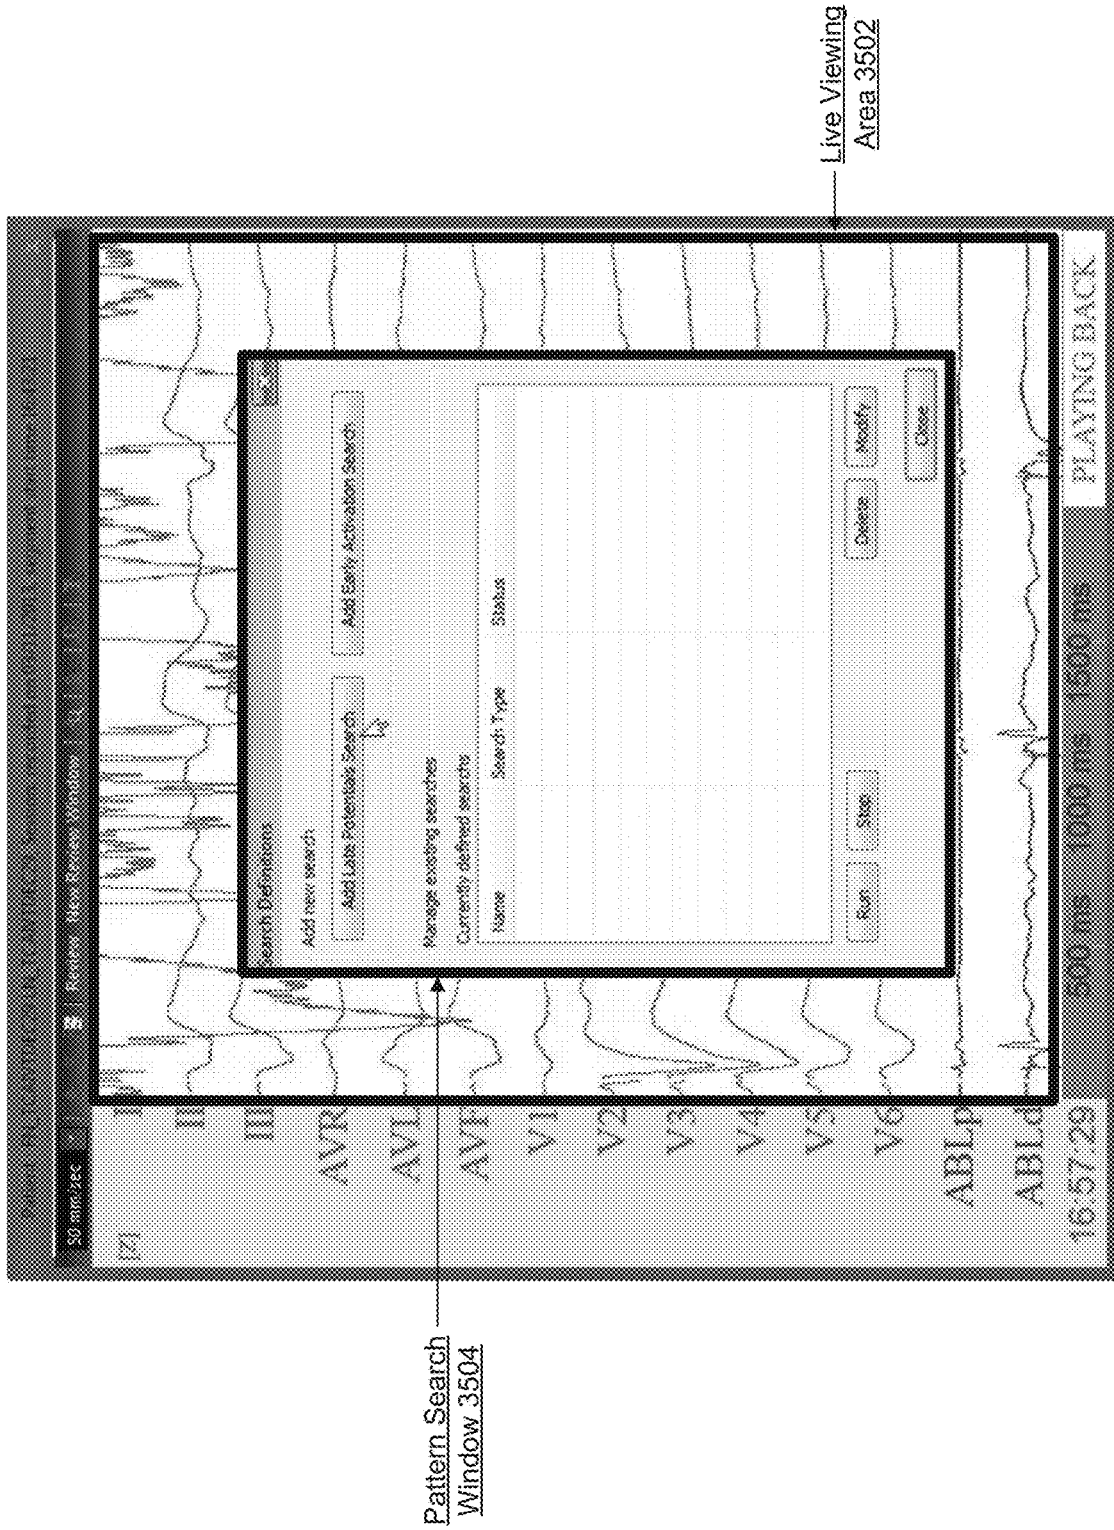 50 mm/sec
Review
New Review Window
[Z]
I
II
III
AVR
AVL
AVF
V1
V2
V3
V4
V5
V6
ABLp
ABLd
Search Definitions
Add new search
Add Late Potentials Search
Add Early Activation Search
Manage existing searches
Currently defined searchs
Name
Search Type
Status
Run
Stop
Delete
Modify
Close
16:57:29
500 ms
1000 ms
1500 ms
PLAYING BACK
Pattern Search
Window 3504
Live Viewing
Area 3502